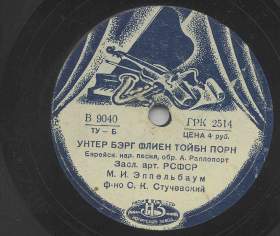 В 9040 ГРК 2514
ТУ – Б ЦЕНА 4 руб.
УНТЕР БЭРГ ФЛИЕН ТОЙБН ПОРН
Еврейск. нар. песня, обр. А. Раппопорт
Засл. арт. РСФСР
М. И. Эппельбаум
ф-но С. К. Стучевский